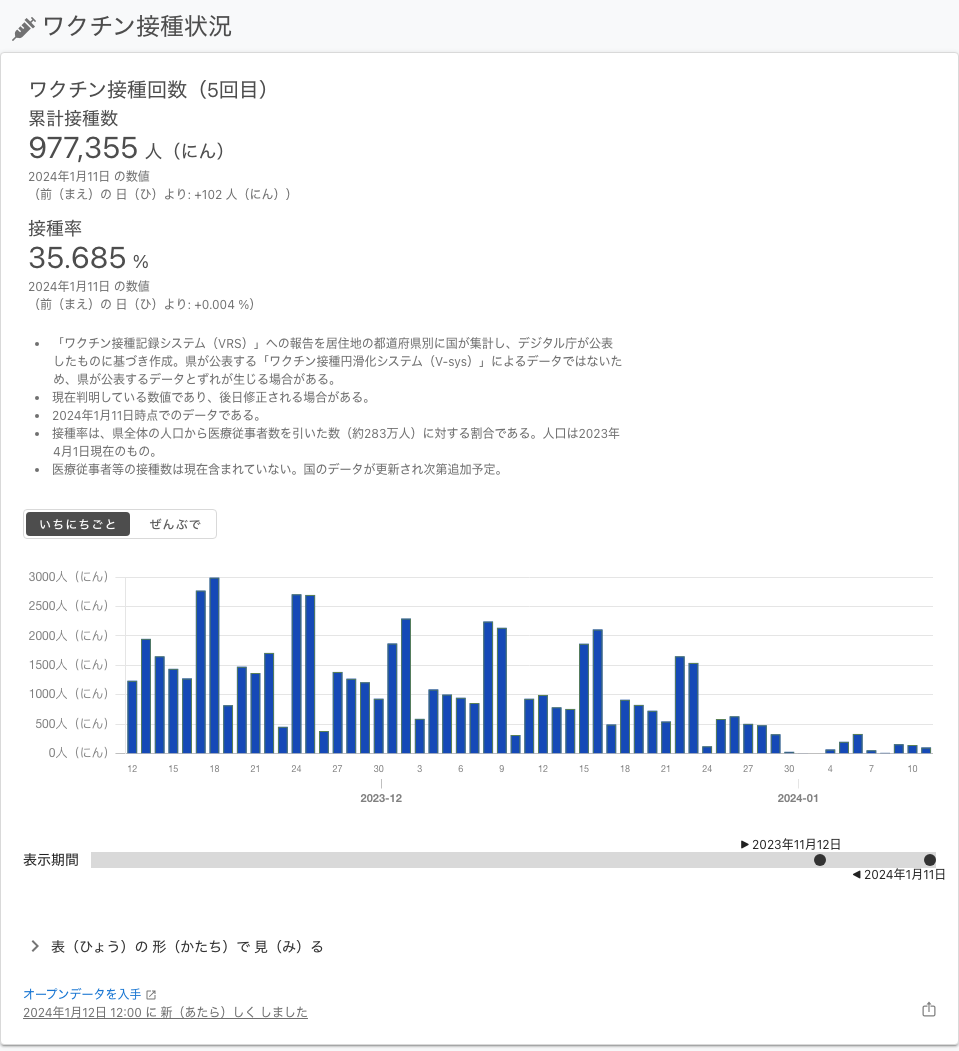 ワクチン接種状況
ワクチン接種回数（5回目）
累計接種数
977,355 人（にん）
2024年1月11日 の数値
（前（まえ）の 日（ひ）より: +102 人（にん））
接種率
35.685 %
2024年1月11日 の数値
（前（まえ）の 日（ひ）より: +0.004 %）
• 「ワクチン接種記録システム（VRS）」への報告を居住地の都道府県別に国が集計し、デジタル庁が公表
したものに基づき作成。県が公表する「ワクチン接種円滑化システム（V-sys）」によるデータではないた
め、県が公表するデータとずれが生じる場合がある。
• 現在判明している数値であり、後日修正される場合がある。
• 2024年1月11日時点でのデータである。
• 接種率は、県全体の人口から医療従事者数を引いた数（約283万人）に対する割合である。人口は2023年
4月1日現在のもの。
• 医療従事者等の接種数は現在含まれていない。国のデータが更新され次第追加予定。
いちにちごと ぜんぶで
3000人（にん）
2500人（にん）
2000人（にん）
1500人（にん）
1000人（にん）
500人（にん）
0人（にん）
12 15 18 21 24 27 30 3 6 9 12 15 18 21 24 27 30 4 7 10
2023-12 2024-01
▶ 2023年11月12日
表示期間
◀ 2024年1月11日
表（ひょう）の 形（かたち）で 見（み）る
オープンデータを入手
2024年1月12日 12:00 に 新（あたら）しく しました